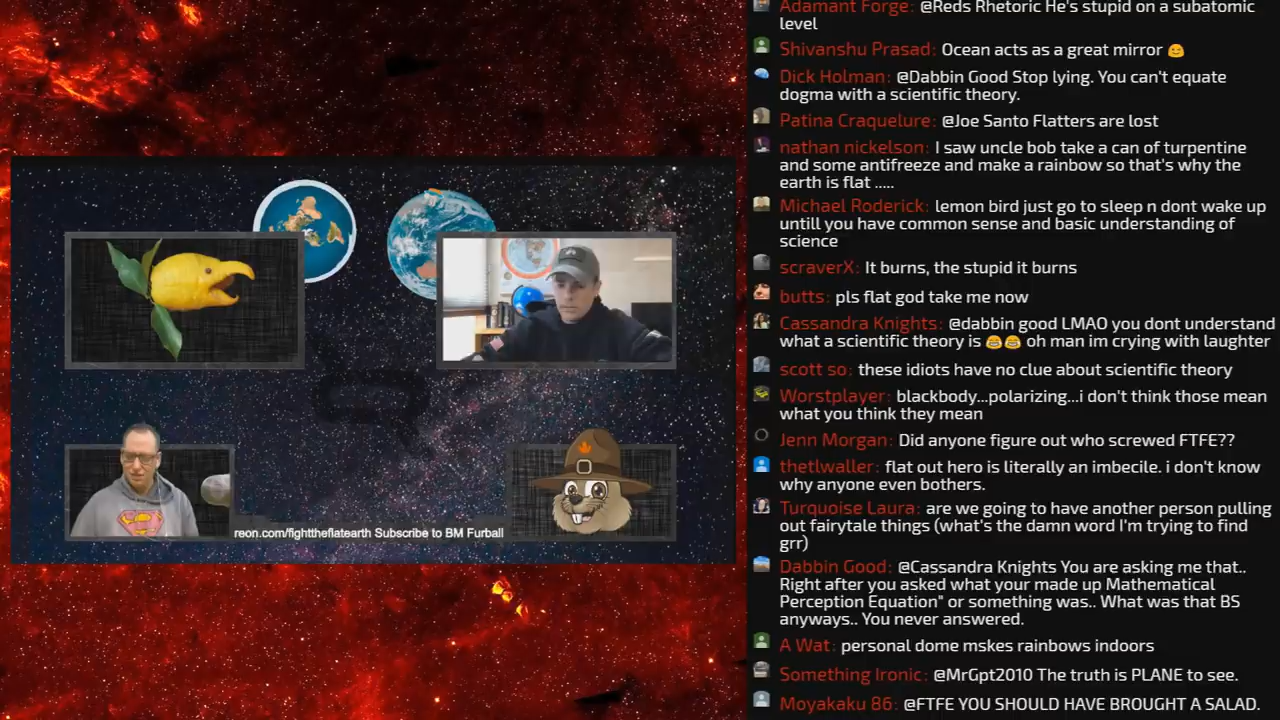 Adamant Forge: @Reds Rhetoric He's stupid on a subatomic
level
Shivanshu Prasad: Ocean acts as a great mirror 😊
Dick Holman: @Dabbin Good Stop lying. You can't equate
dogma with a scientific theory.
Patina Craquelure: @Joe Santo Flatters are lost
nathan nickelson: I saw uncle bob take a can of turpentine
and some antifreeze and make a rainbow so that's why the
earth is flat .....
Michael Roderick: lemon bird just go to sleep n dont wake up
untill you have common sense and basic understanding of
science
scraverX: It burns, the stupid it burns
butts: pls flat god take me now
Cassandra Knights: @dabbin good LMAO you dont understand
what a scientific theory is 😂😂 oh man im crying with laughter
scott so: these idiots have no clue about scientific theory
Worstplayer: blackbody...polarizing...i don't think those mean
what you think they mean
Jenn Morgan: Did anyone figure out who screwed FTFE??
thetlwaller: flat out hero is literally an imbecile. i don't know
why anyone even bothers.
Turquoise Laura: are we going to have another person pulling
out fairytale things (what's the damn word I'm trying to find
grr)
Dabbin Good: @Cassandra Knights You are asking me that..
Right after you asked what your made up Mathematical
Perception Equation" or something was.. What was that BS
anyways.. You never answered.
A Wat: personal dome mskes rainbows indoors
Something Ironic: @MrGpt2010 The truth is PLANE to see.
Moyakaku 86: @FTFE YOU SHOULD HAVE BROUGHT A SALAD.
reon.com/fighttheflatearth Subscribe to BM Furball